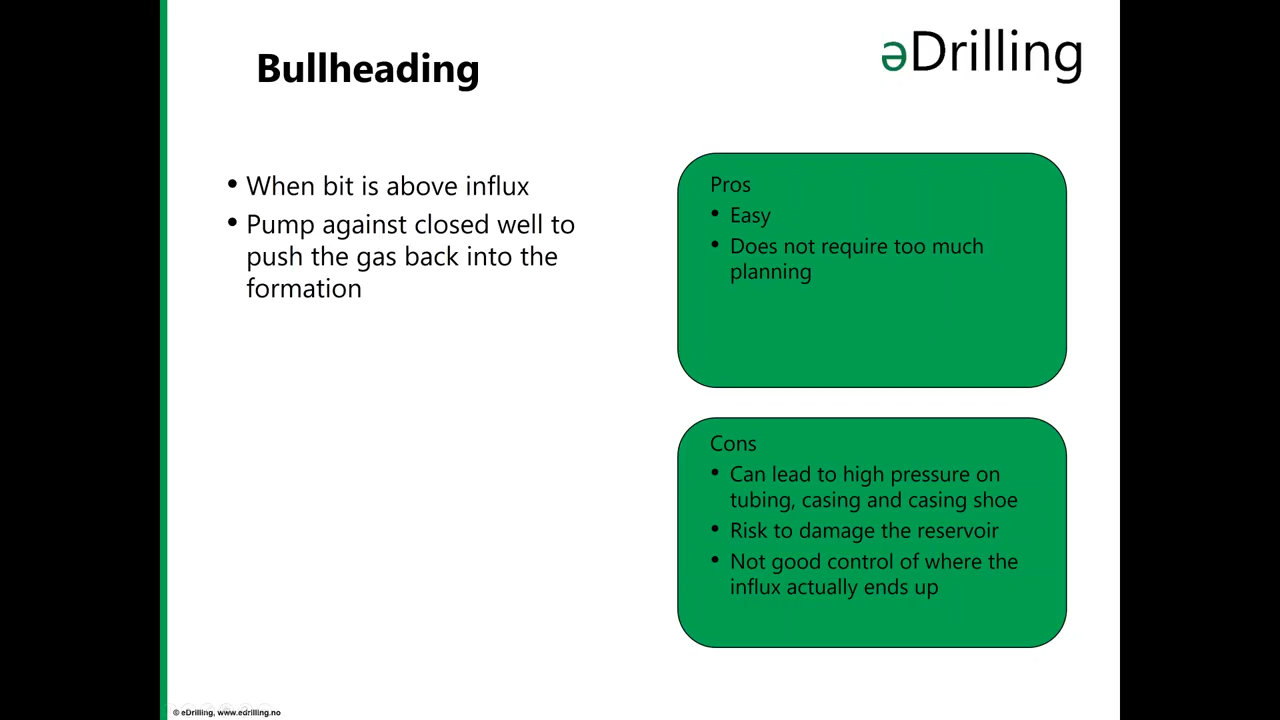 Bullheading
əDrilling
• When bit is above influx
• Pump against closed well to
push the gas back into the
formation
Pros
• Easy
• Does not require too much
planning
Cons
• Can lead to high pressure on
tubing, casing and casing shoe
• Risk to damage the reservoir
• Not good control of where the
influx actually ends up
© eDrilling, www.edrilling.no